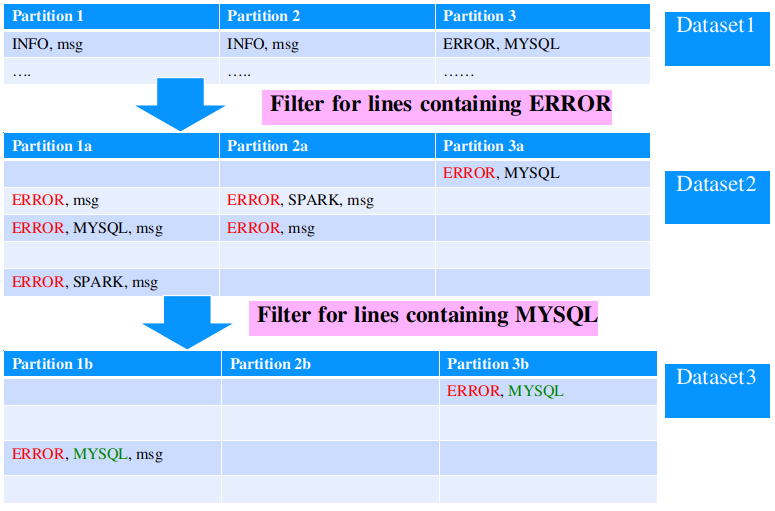 Partition 1 Partition 2 Partition 3
Dataset1
INFO, msg INFO, msg ERROR, MYSQL
…. ….. ……
Filter for lines containing ERROR
Partition 1a Partition 2a Partition 3a
ERROR, MYSQL
Dataset2
ERROR, msg ERROR, SPARK, msg
ERROR, MYSQL, msg ERROR, msg
ERROR, SPARK, msg
Filter for lines containing MYSQL
Partition 1b Partition 2b Partition 3b
Dataset3
ERROR, MYSQL
ERROR, MYSQL, msg